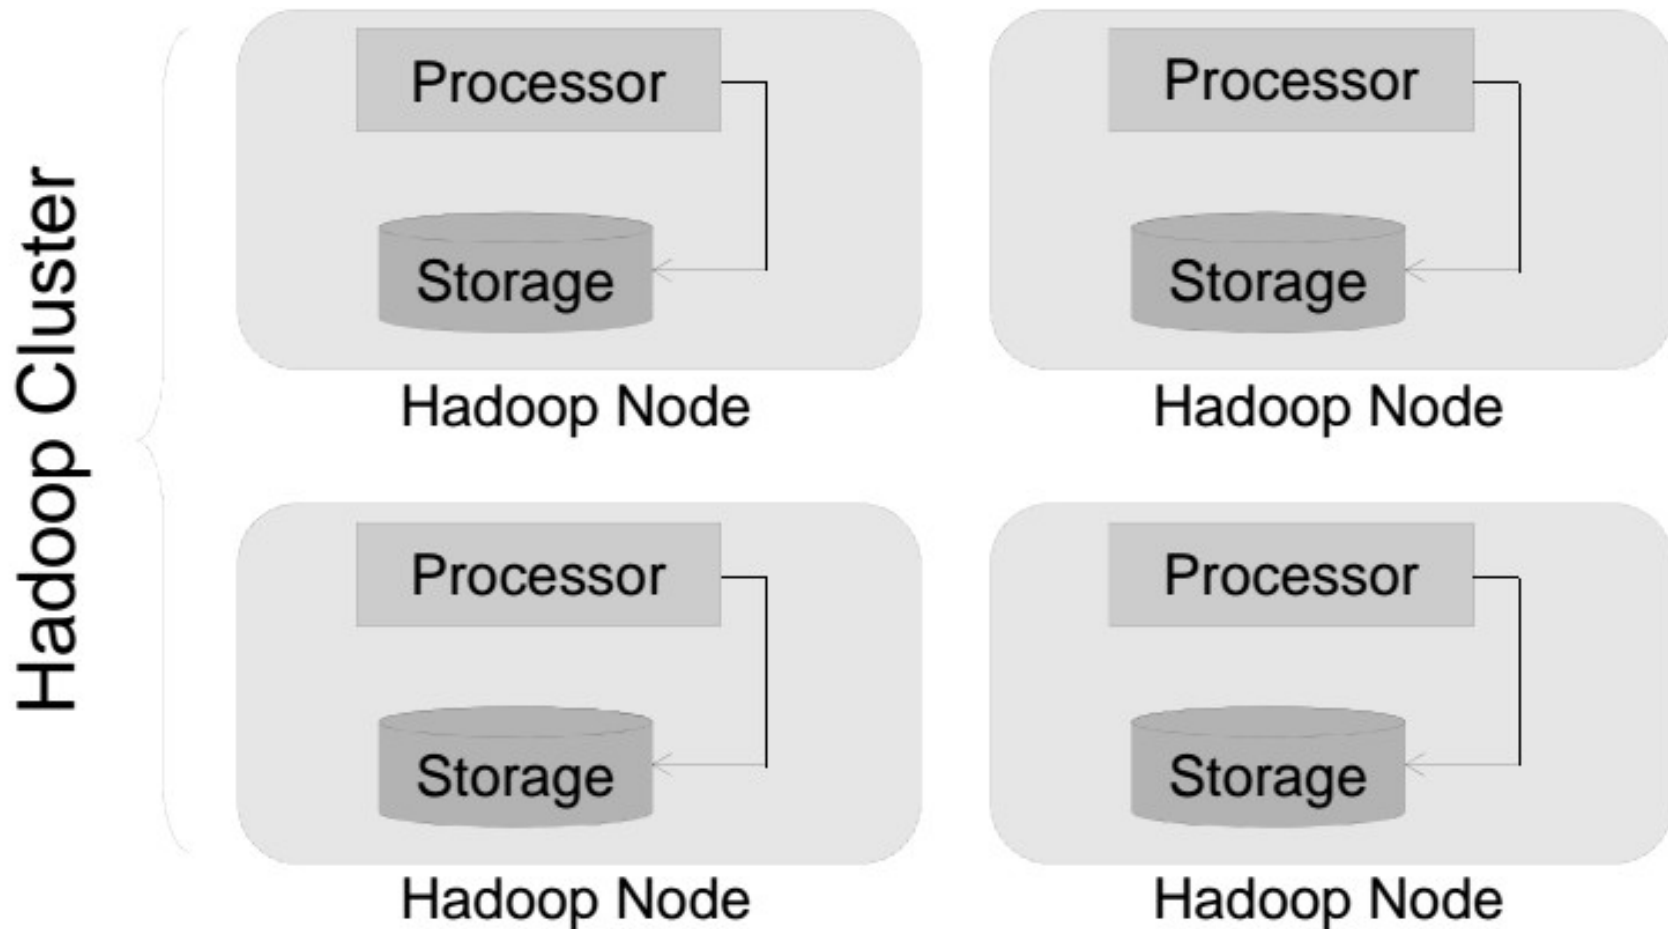 Hadoop Cluster
Processor
Storage
Hadoop Node
Processor
Storage
Hadoop Node
Processor
Storage
Hadoop Node
Processor
Storage
Hadoop Node